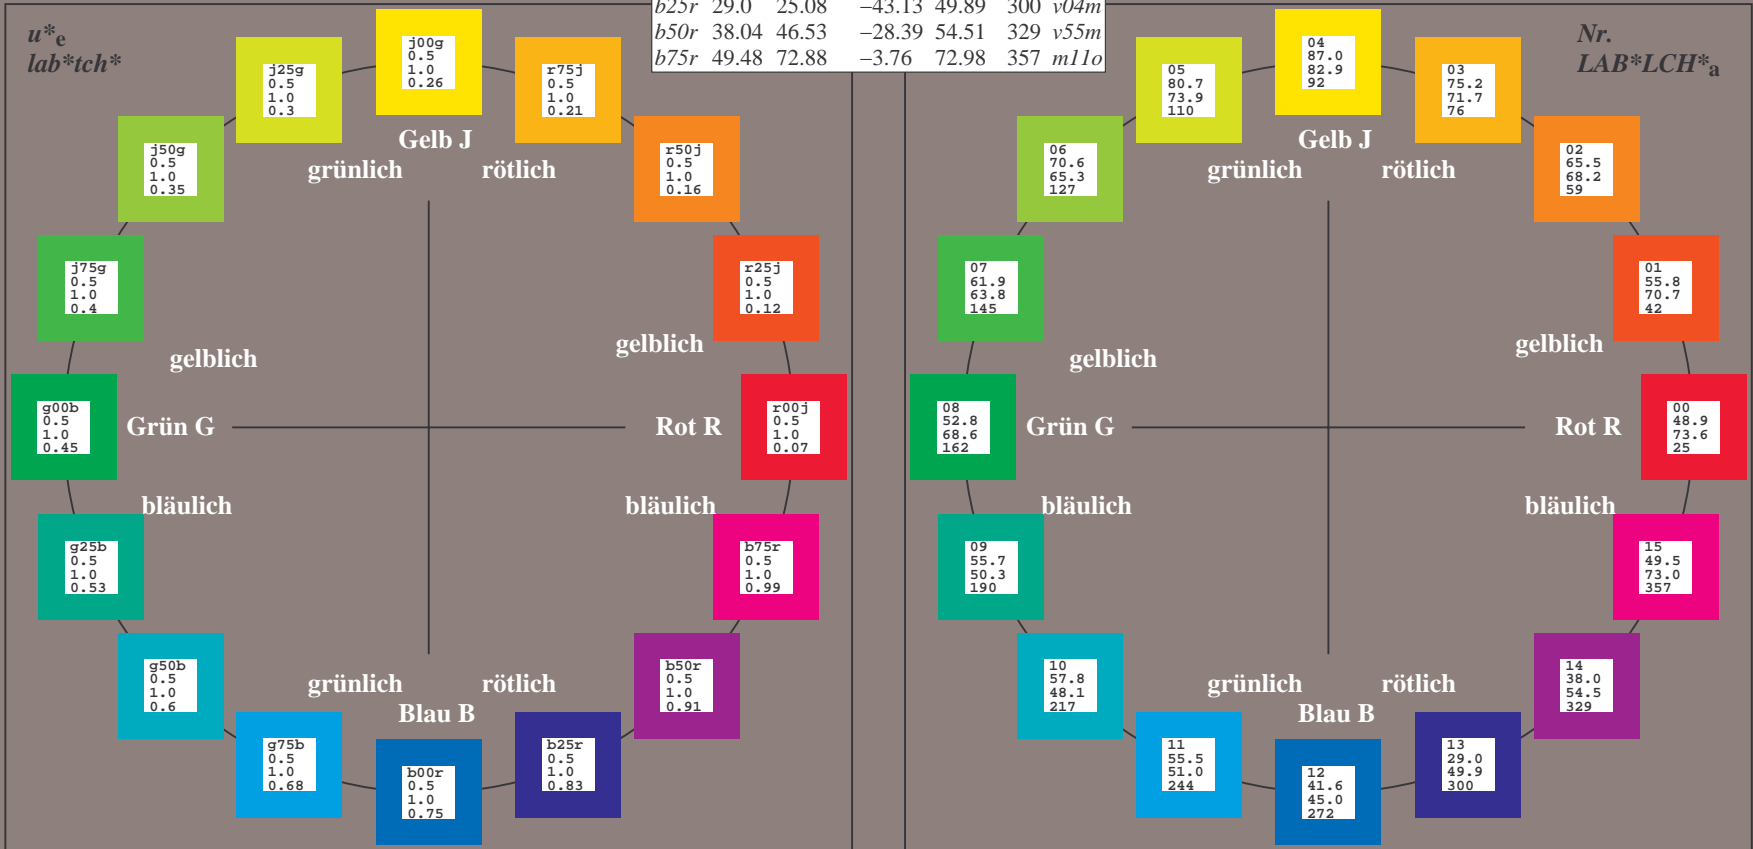 b25r 29.0 25.08 −43.13 49.89 300 v04m
b50r 38.04 46.53 −28.39 54.51 329 v55m
b75r 49.48 72.88 −3.76 72.98 357 m11o
u*e
lab*tch*
j00g
0.5
1.0
0.26
j25g
0.5
1.0
0.3
r75j
0.5
1.0
0.21
j50g
0.5
1.0
0.35
r50j
0.5
1.0
0.16
Gelb J
grünlich rötlich
j75g
0.5
1.0
0.4
r25j
0.5
1.0
0.12
gelblich
gelblich
g00b
0.5
1.0
0.45
Grün G
Rot R
r00j
0.5
1.0
0.07
bläulich
bläulich
g25b
0.5
1.0
0.53
b75r
0.5
1.0
0.99
g50b
0.5
1.0
0.6
b50r
0.5
1.0
0.91
grünlich rötlich
Blau B
g75b
0.5
1.0
0.68
b25r
0.5
1.0
0.83
b00r
0.5
1.0
0.75
Nr.
LAB*LCH*a
04
87.0
82.9
92
05
80.7
73.9
110
03
75.2
71.7
76
06
70.6
65.3
127
02
65.5
68.2
59
Gelb J
grünlich rötlich
07
61.9
63.8
145
01
55.8
70.7
42
gelblich
gelblich
08
52.8
68.6
162
Grün G
Rot R
00
48.9
73.6
25
bläulich
bläulich
09
55.7
50.3
190
15
49.5
73.0
357
10
57.8
48.1
217
14
38.0
54.5
329
grünlich rötlich
Blau B
11
55.5
51.0
244
13
29.0
49.9
300
12
41.6
45.0
272